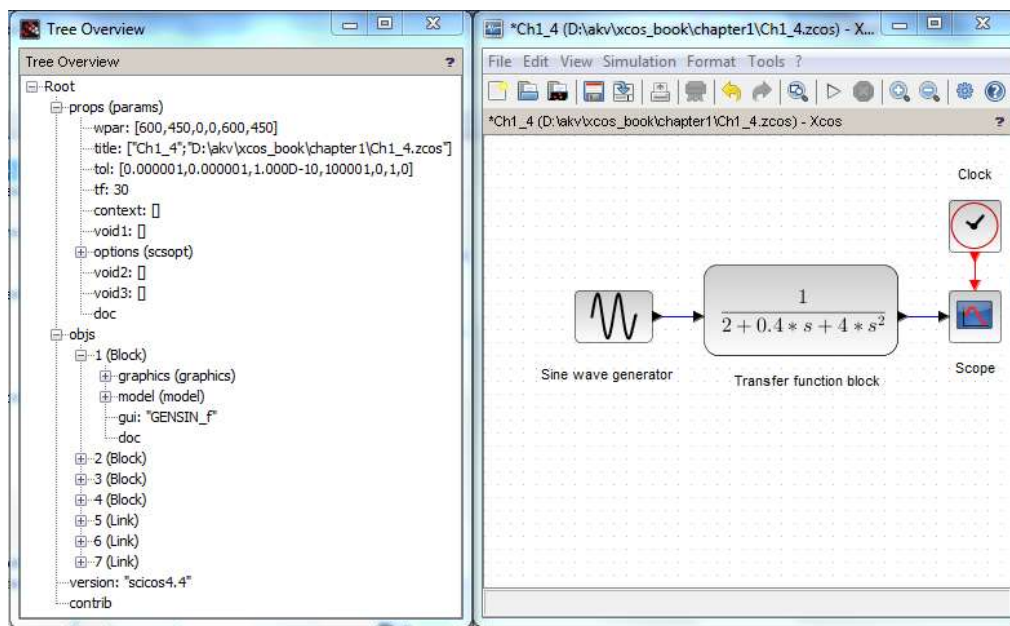 Tree Overview
Tree Overview ?
Root
props (params)
wpar: [600,450,0,0,600,450]
title: ["Ch1_4";"D:\akv\xcos_book\chapter1\Ch1_4.zcos"]
tol: [0.000001,0.000001,1.000D-10,100001,0,1,0]
tf: 30
context: []
void1: []
options (scsopt)
void2: []
void3: []
doc
objs
1 (Block)
graphics (graphics)
model (model)
gui: "GENSIN_f"
doc
2 (Block)
3 (Block)
4 (Block)
5 (Link)
6 (Link)
7 (Link)
version: "scicos4.4"
contrib
*Ch1_4 (D:\akv\xcos_book\chapter1\Ch1_4.zcos) - X...
File Edit View Simulation Format Tools ?
*Ch1_4 (D:\akv\xcos_book\chapter1\Ch1_4.zcos) - Xcos ?
Clock
1
2 + 0.4 * s + 4 * s²
Sine wave generator
Transfer function block
Scope